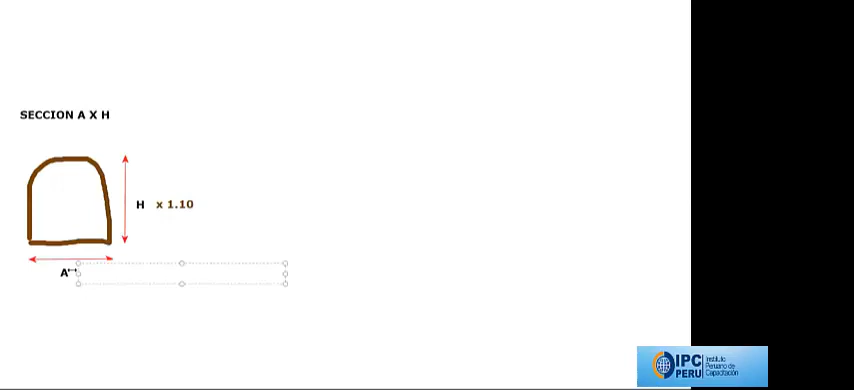 SECCION A X H
H x 1.10
A
IPC PERU
Instituto
Peruano de
Capacitación